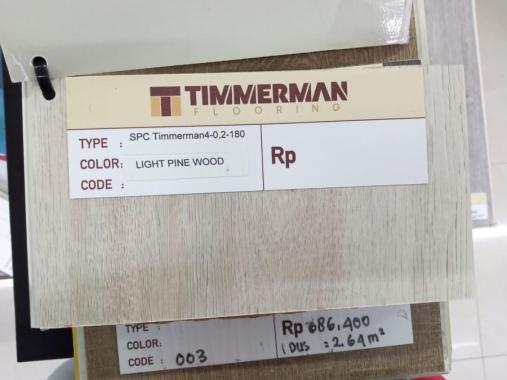 TIMMERMAN
FLOORING
TYPE : SPC Timmerman4-0,2-180
COLOR: LIGHT PINE WOOD
CODE :
Rp
TYPE :
COLOR:
CODE : 003
Rp 686.400
1 DUS = 2.64 m²